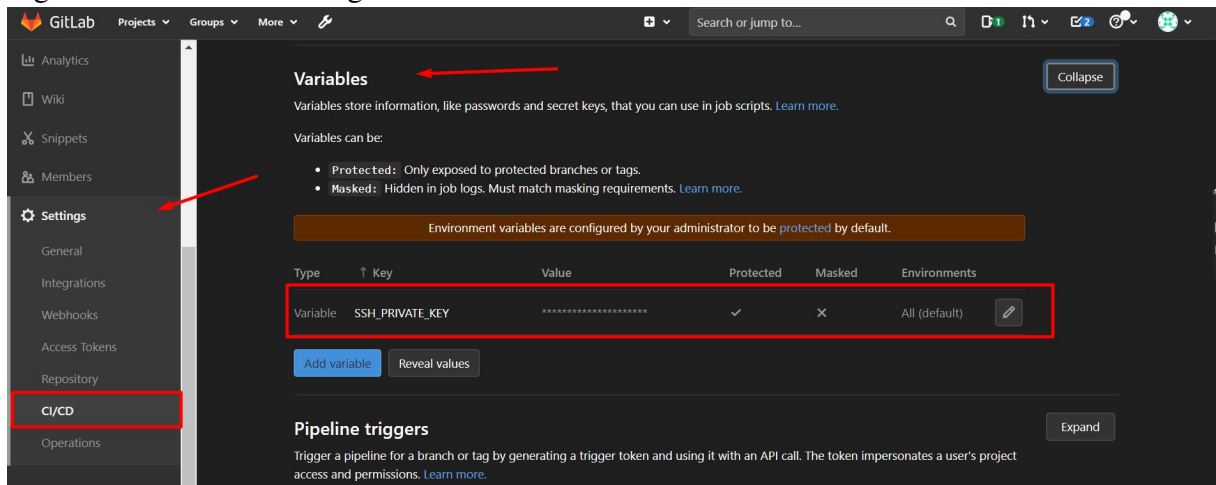 GitLab Projects Groups More Search or jump to... 1 2
Analytics
Wiki
Snippets
Members
Settings
General
Integrations
Webhooks
Access Tokens
Repository
CI/CD
Operations
Variables
Collapse
Variables store information, like passwords and secret keys, that you can use in job scripts. Learn more.
Variables can be:
• Protected: Only exposed to protected branches or tags.
• Masked: Hidden in job logs. Must match masking requirements. Learn more.
Environment variables are configured by your administrator to be protected by default.
Type ↑ Key Value Protected Masked Environments
Variable SSH_PRIVATE_KEY ********************* ✓ ✕ All (default)
Add variable Reveal values
Pipeline triggers
Expand
Trigger a pipeline for a branch or tag by generating a trigger token and using it with an API call. The token impersonates a user's project
access and permissions. Learn more.